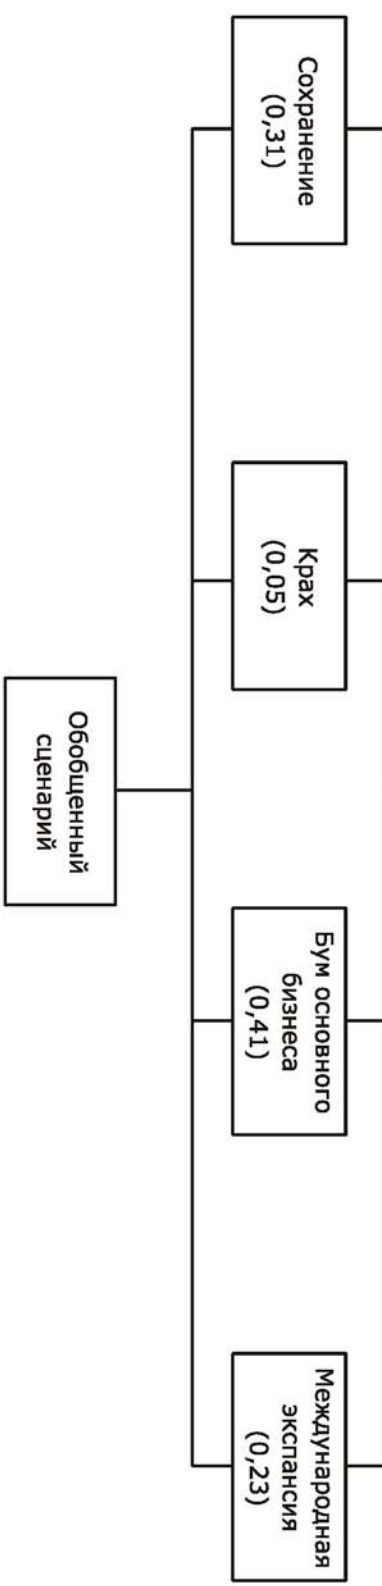 Сохранение
(0,31)
Крах
(0,05)
Бум основного
бизнеса
(0,41)
Международная
экспансия
(0,23)
Обобщенный
сценарий